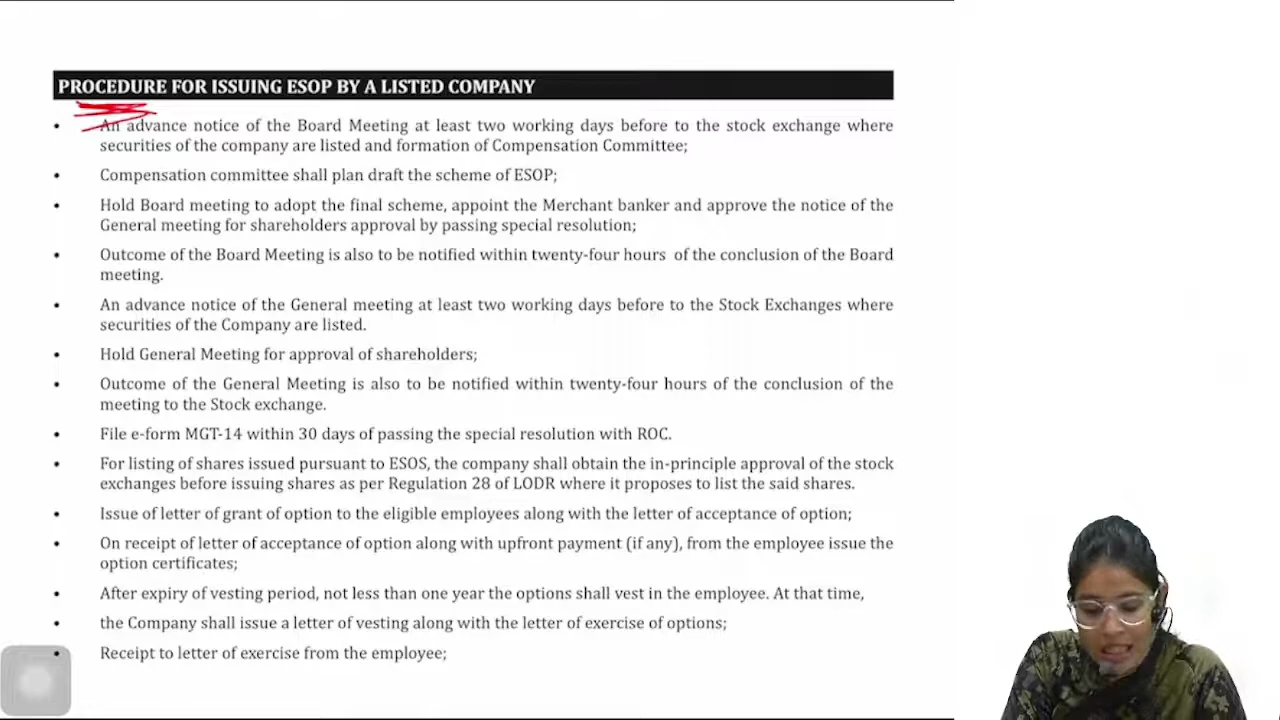 PROCEDURE FOR ISSUING ESOP BY A LISTED COMPANY
• An advance notice of the Board Meeting at least two working days before to the stock exchange where
securities of the company are listed and formation of Compensation Committee;
• Compensation committee shall plan draft the scheme of ESOP;
• Hold Board meeting to adopt the final scheme, appoint the Merchant banker and approve the notice of the
General meeting for shareholders approval by passing special resolution;
• Outcome of the Board Meeting is also to be notified within twenty-four hours of the conclusion of the Board
meeting.
• An advance notice of the General meeting at least two working days before to the Stock Exchanges where
securities of the Company are listed.
• Hold General Meeting for approval of shareholders;
• Outcome of the General Meeting is also to be notified within twenty-four hours of the conclusion of the
meeting to the Stock exchange.
• File e-form MGT-14 within 30 days of passing the special resolution with ROC.
• For listing of shares issued pursuant to ESOS, the company shall obtain the in-principle approval of the stock
exchanges before issuing shares as per Regulation 28 of LODR where it proposes to list the said shares.
• Issue of letter of grant of option to the eligible employees along with the letter of acceptance of option;
• On receipt of letter of acceptance of option along with upfront payment (if any), from the employee issue the
option certificates;
• After expiry of vesting period, not less than one year the options shall vest in the employee. At that time,
• the Company shall issue a letter of vesting along with the letter of exercise of options;
• Receipt to letter of exercise from the employee;